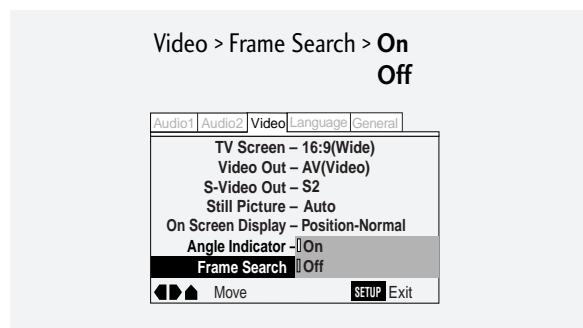 Video > Frame Search > On
Off
Audio1 Audio2 Video Language General
TV Screen – 16:9(Wide)
Video Out – AV(Video)
S-Video Out – S2
Still Picture – Auto
On Screen Display – Position-Normal
Angle Indicator – On
Frame Search Off
Move SETUP Exit